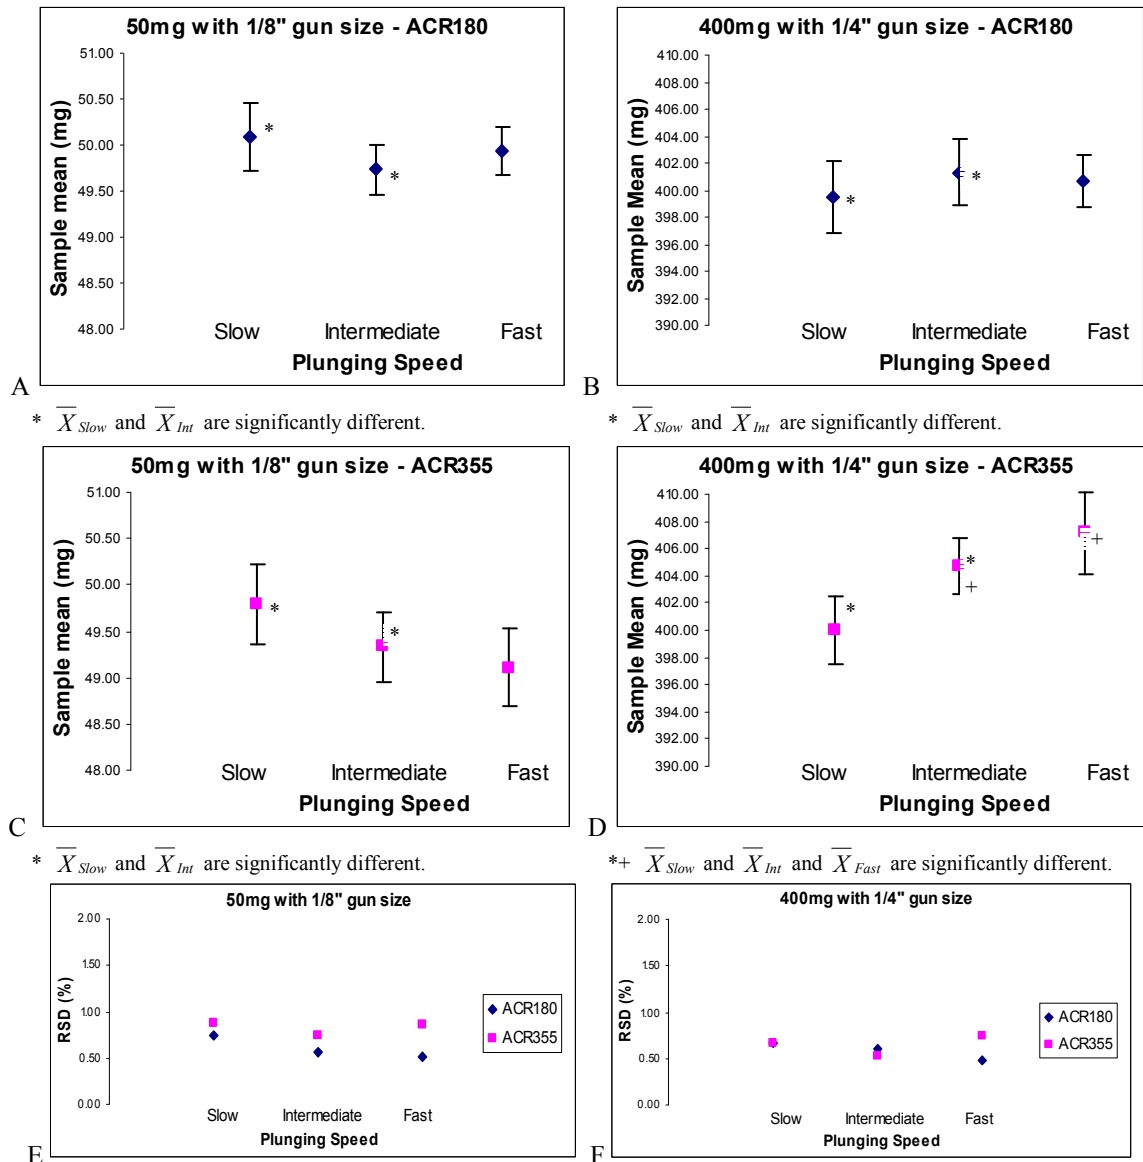 50mg with 1/8" gun size - ACR180
51.00
50.50
50.00
49.50
49.00
48.50
48.00
Sample mean (mg)
*
*
Slow Intermediate Fast
Plunging Speed
A
* X̅ Slow and X̅ Int are significantly different.
400mg with 1/4" gun size - ACR180
410.00
408.00
406.00
404.00
402.00
400.00
398.00
396.00
394.00
392.00
390.00
Sample Mean (mg)
*
*
Slow Intermediate Fast
Plunging Speed
B
* X̅ Slow and X̅ Int are significantly different.
50mg with 1/8" gun size - ACR355
51.00
50.50
50.00
49.50
49.00
48.50
48.00
Sample mean (mg)
*
*
Slow Intermediate Fast
Plunging Speed
C
* X̅ Slow and X̅ Int are significantly different.
400mg with 1/4" gun size - ACR355
410.00
408.00
406.00
404.00
402.00
400.00
398.00
396.00
394.00
392.00
390.00
Sample Mean (mg)
*
*
+
+
Slow Intermediate Fast
Plunging Speed
D
*+ X̅ Slow and X̅ Int and X̅ Fast are significantly different.
50mg with 1/8" gun size
2.00
1.50
1.00
0.50
0.00
RSD (%)
ACR180
ACR355
Slow Intermediate Fast
Plunging Speed
E
400mg with 1/4" gun size
2.00
1.50
1.00
0.50
0.00
RSD (%)
ACR180
ACR355
Slow Intermediate Fast
Plunging Speed
F